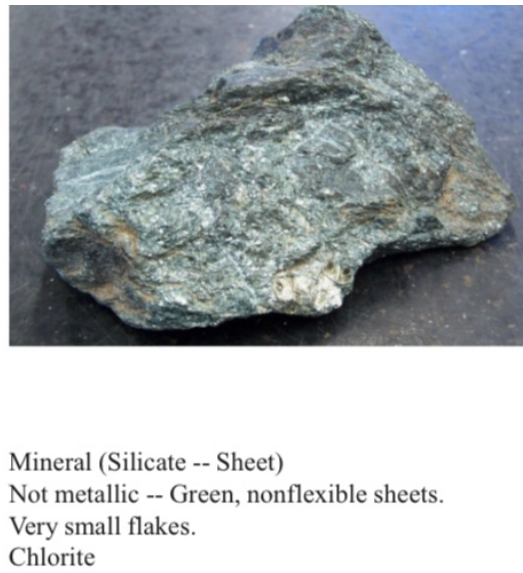 Mineral (Silicate -- Sheet)
Not metallic -- Green, nonflexible sheets.
Very small flakes.
Chlorite